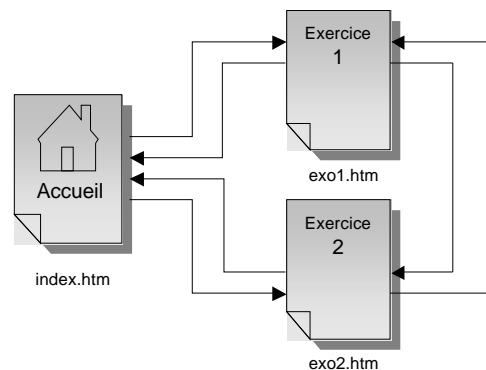 Exercice
1
exo1.htm
Accueil
index.htm
Exercice
2
exo2.htm